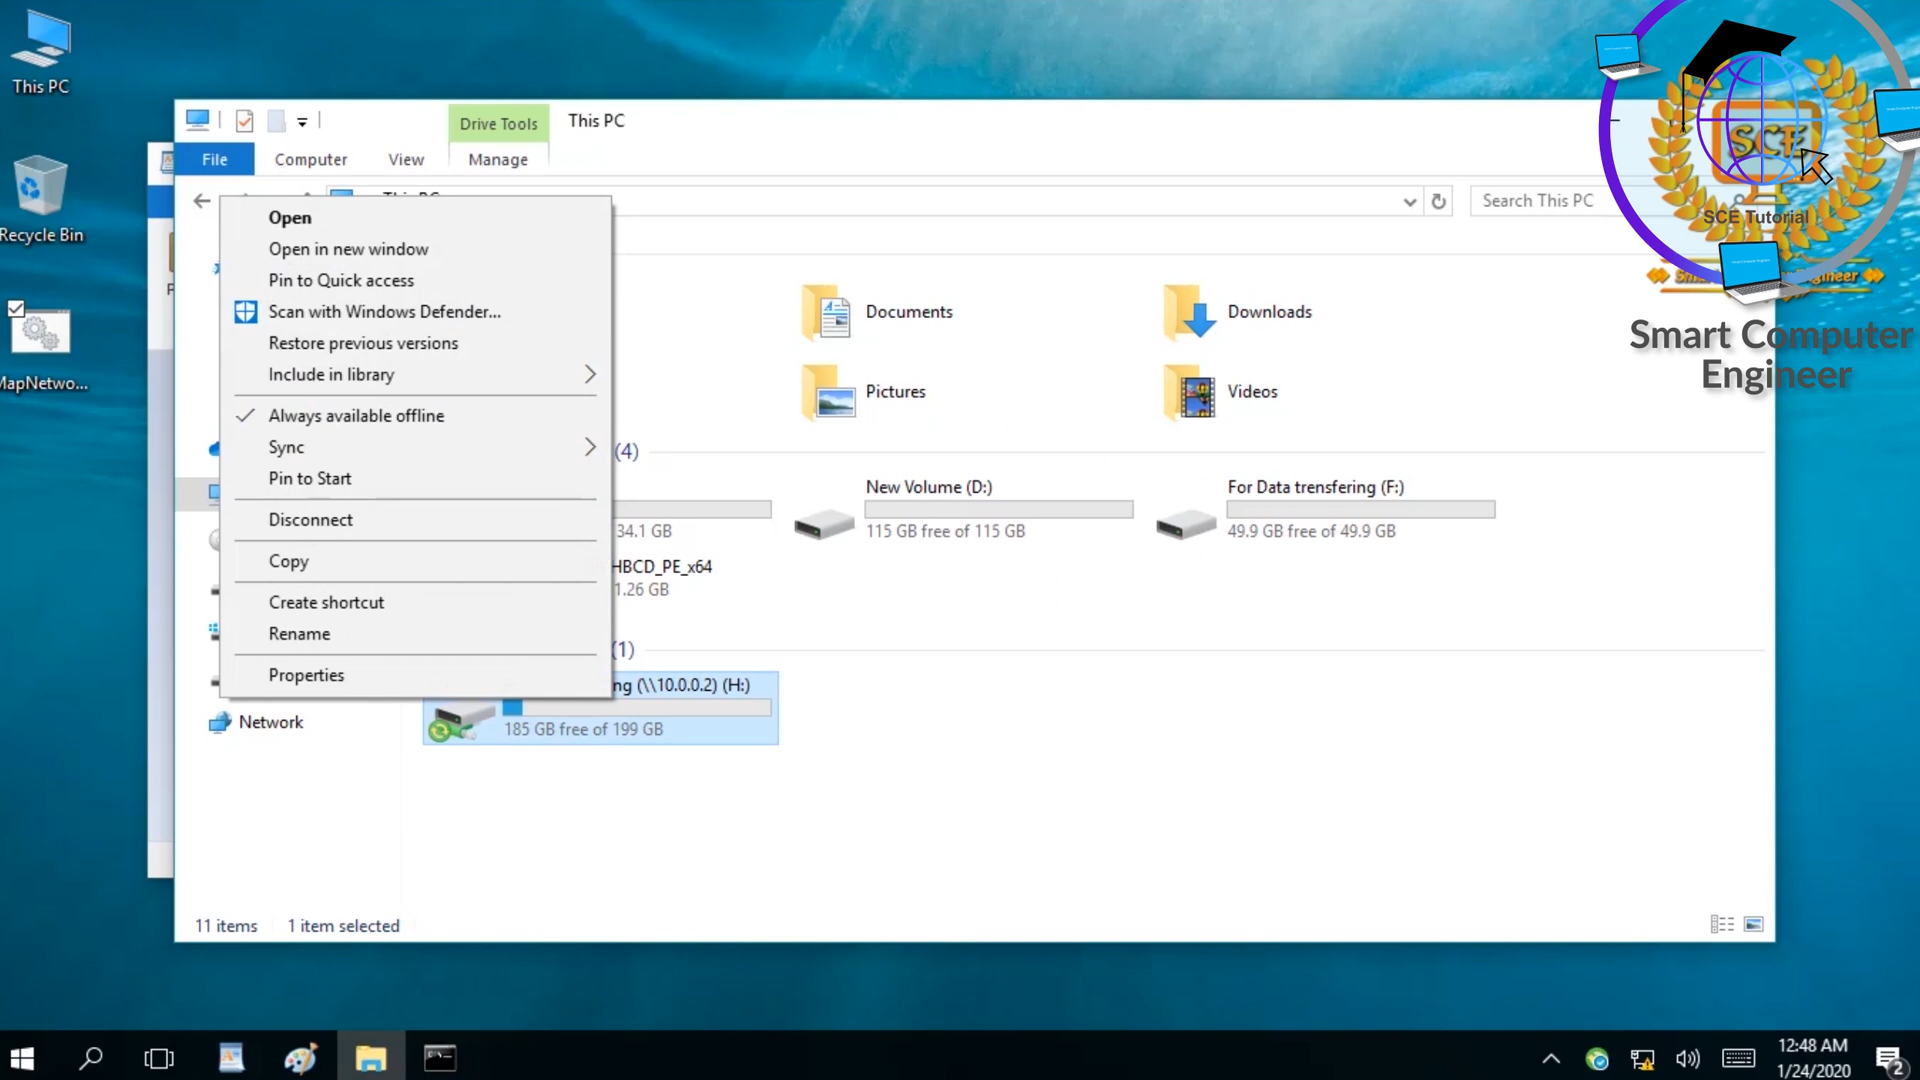 This PC
Recycle Bin
MapNetwo...
Drive Tools
This PC
File
Computer
View
Manage
Search This PC
Open
Open in new window
Pin to Quick access
Scan with Windows Defender...
Restore previous versions
Include in library
Always available offline
Sync
Pin to Start
Disconnect
Copy
Create shortcut
Rename
Properties
Documents
Downloads
Pictures
Videos
(4)
34.1 GB
New Volume (D:)
115 GB free of 115 GB
For Data trensfering (F:)
49.9 GB free of 49.9 GB
HBCD_PE_x64
1.26 GB
(1)
ng (\\10.0.0.2) (H:)
185 GB free of 199 GB
Network
11 items
1 item selected
SCE
SCE Tutorial
Smart Computer
Engineer
12:48 AM
1/24/2020
2